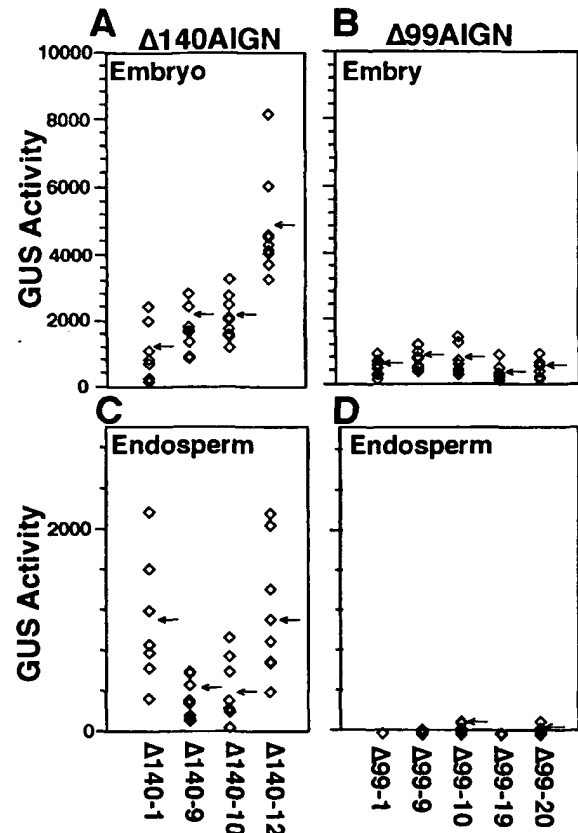 A Δ140AIGN
B Δ99AIGN
Embryo
Embry
GUS Activity
10000
8000
6000
4000
2000
0
C
D
Endosperm
Endosperm
GUS Activity
2000
0
Δ140-1
Δ140-9
Δ140-10
Δ140-12
Δ99-1
Δ99-9
Δ99-10
Δ99-19
Δ99-20